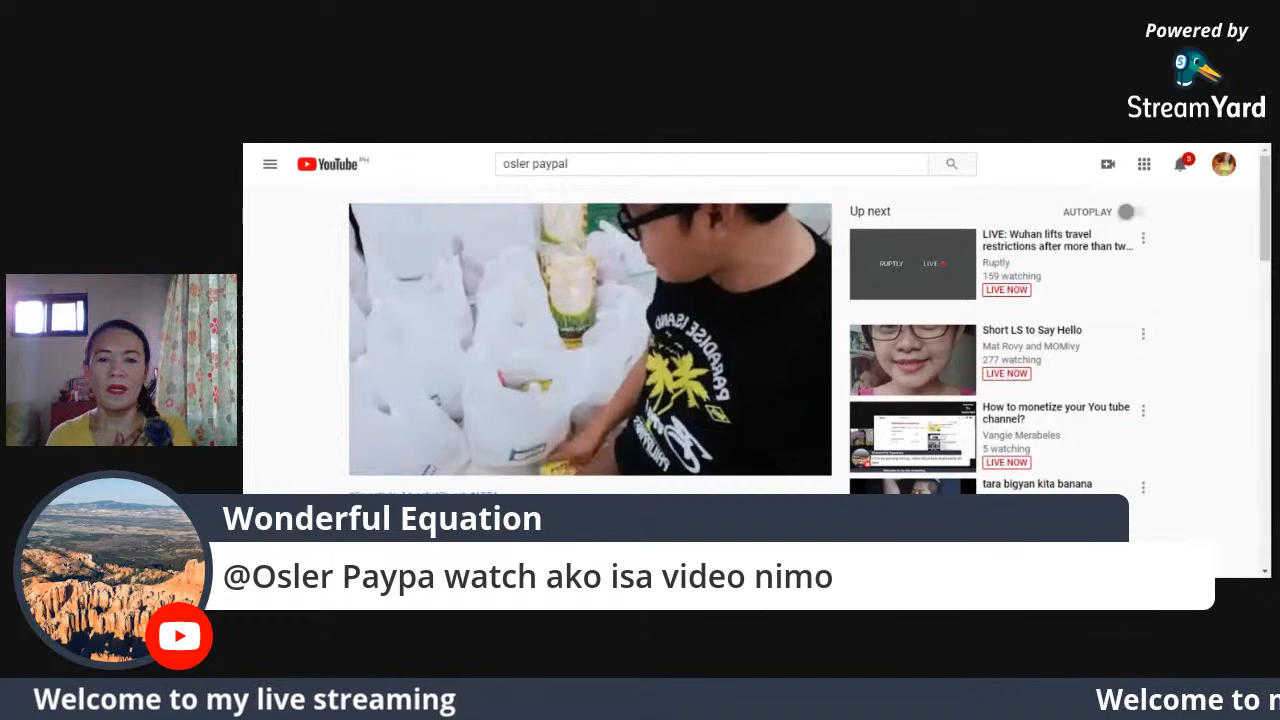 Powered by
StreamYard
YouTube PH
osler paypal
5
Up next
AUTOPLAY
LIVE: Wuhan lifts travel
restrictions after more than tw...
Ruptly
159 watching
LIVE NOW
RUPTLY LIVE
Short LS to Say Hello
Mat Rovy and MOMivy
277 watching
LIVE NOW
How to monetize your You tube
channel?
Vangie Merabeles
5 watching
LIVE NOW
tara bigyan kita banana
PARADISE ISLAND
Wonderful Equation
@Osler Paypa watch ako isa video nimo
Welcome to my live streaming
Welcome to